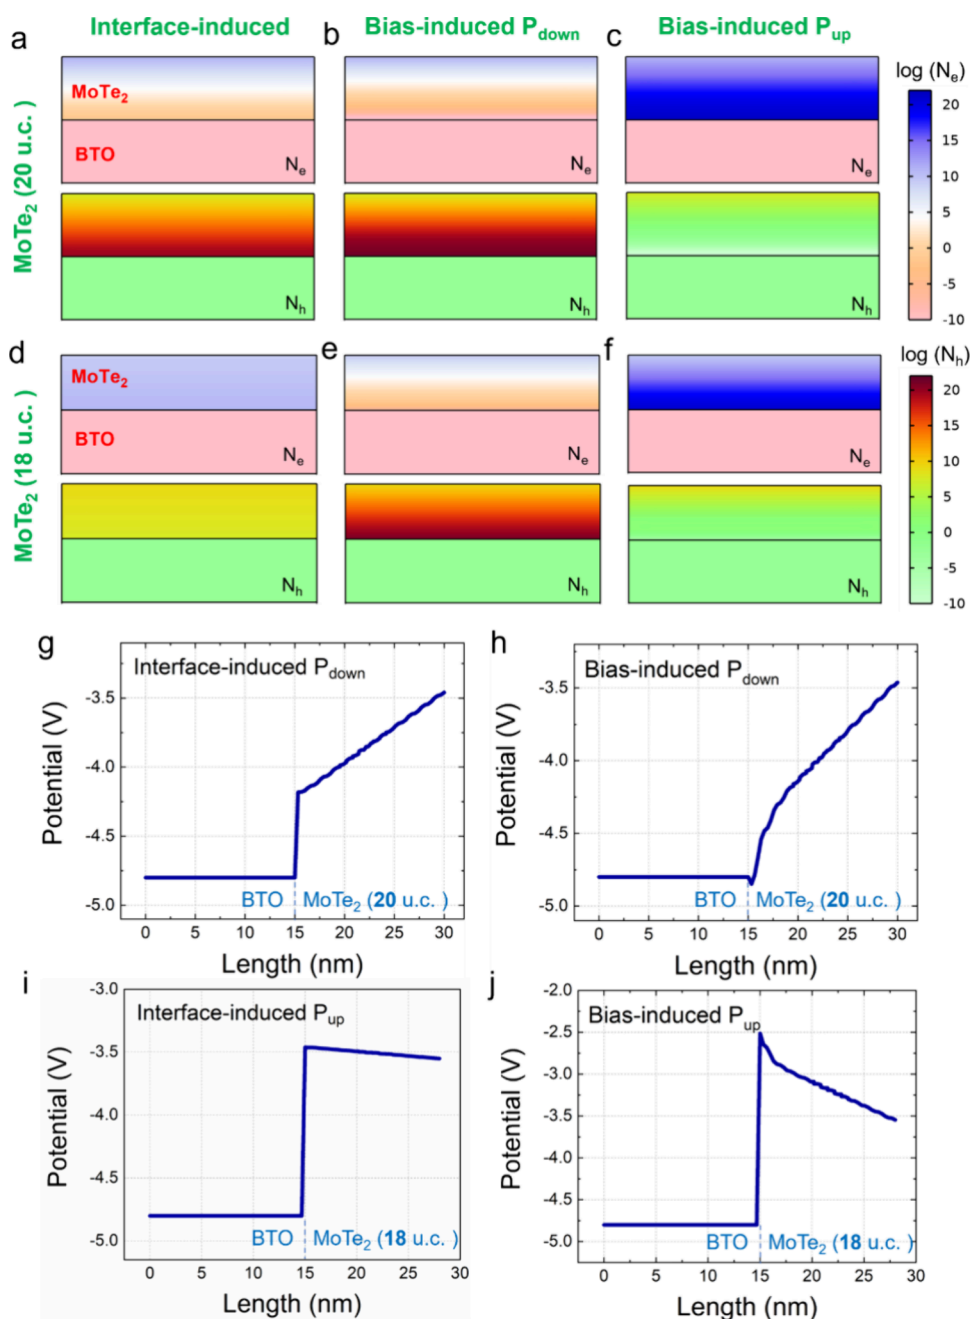 a Interface-induced b Bias-induced Pdown c Bias-induced Pup
log (Ne)
MoTe2 (20 u.c. )
MoTe2
BTO
Ne
Ne
Ne
20
15
10
5
0
-5
-10
Nh
Nh
Nh
d e f
log (Nh)
MoTe2 (18 u.c. )
MoTe2
BTO
Ne
Ne
Ne
20
15
10
5
0
-5
-10
Nh
Nh
Nh
g
Interface-induced Pdown
Potential (V)
-3.5
-4.0
-4.5
-5.0
BTO MoTe2 (20 u.c. )
0 5 10 15 20 25 30
Length (nm)
h
Bias-induced Pdown
Potential (V)
-3.5
-4.0
-4.5
-5.0
BTO MoTe2 (20 u.c. )
0 5 10 15 20 25 30
Length (nm)
i
Interface-induced Pup
Potential (V)
-3.0
-3.5
-4.0
-4.5
-5.0
BTO MoTe2 (18 u.c. )
0 5 10 15 20 25 30
Length (nm)
j
Bias-induced Pup
Potential (V)
-2.0
-2.5
-3.0
-3.5
-4.0
-4.5
-5.0
BTO MoTe2 (18 u.c. )
0 5 10 15 20 25 30
Length (nm)